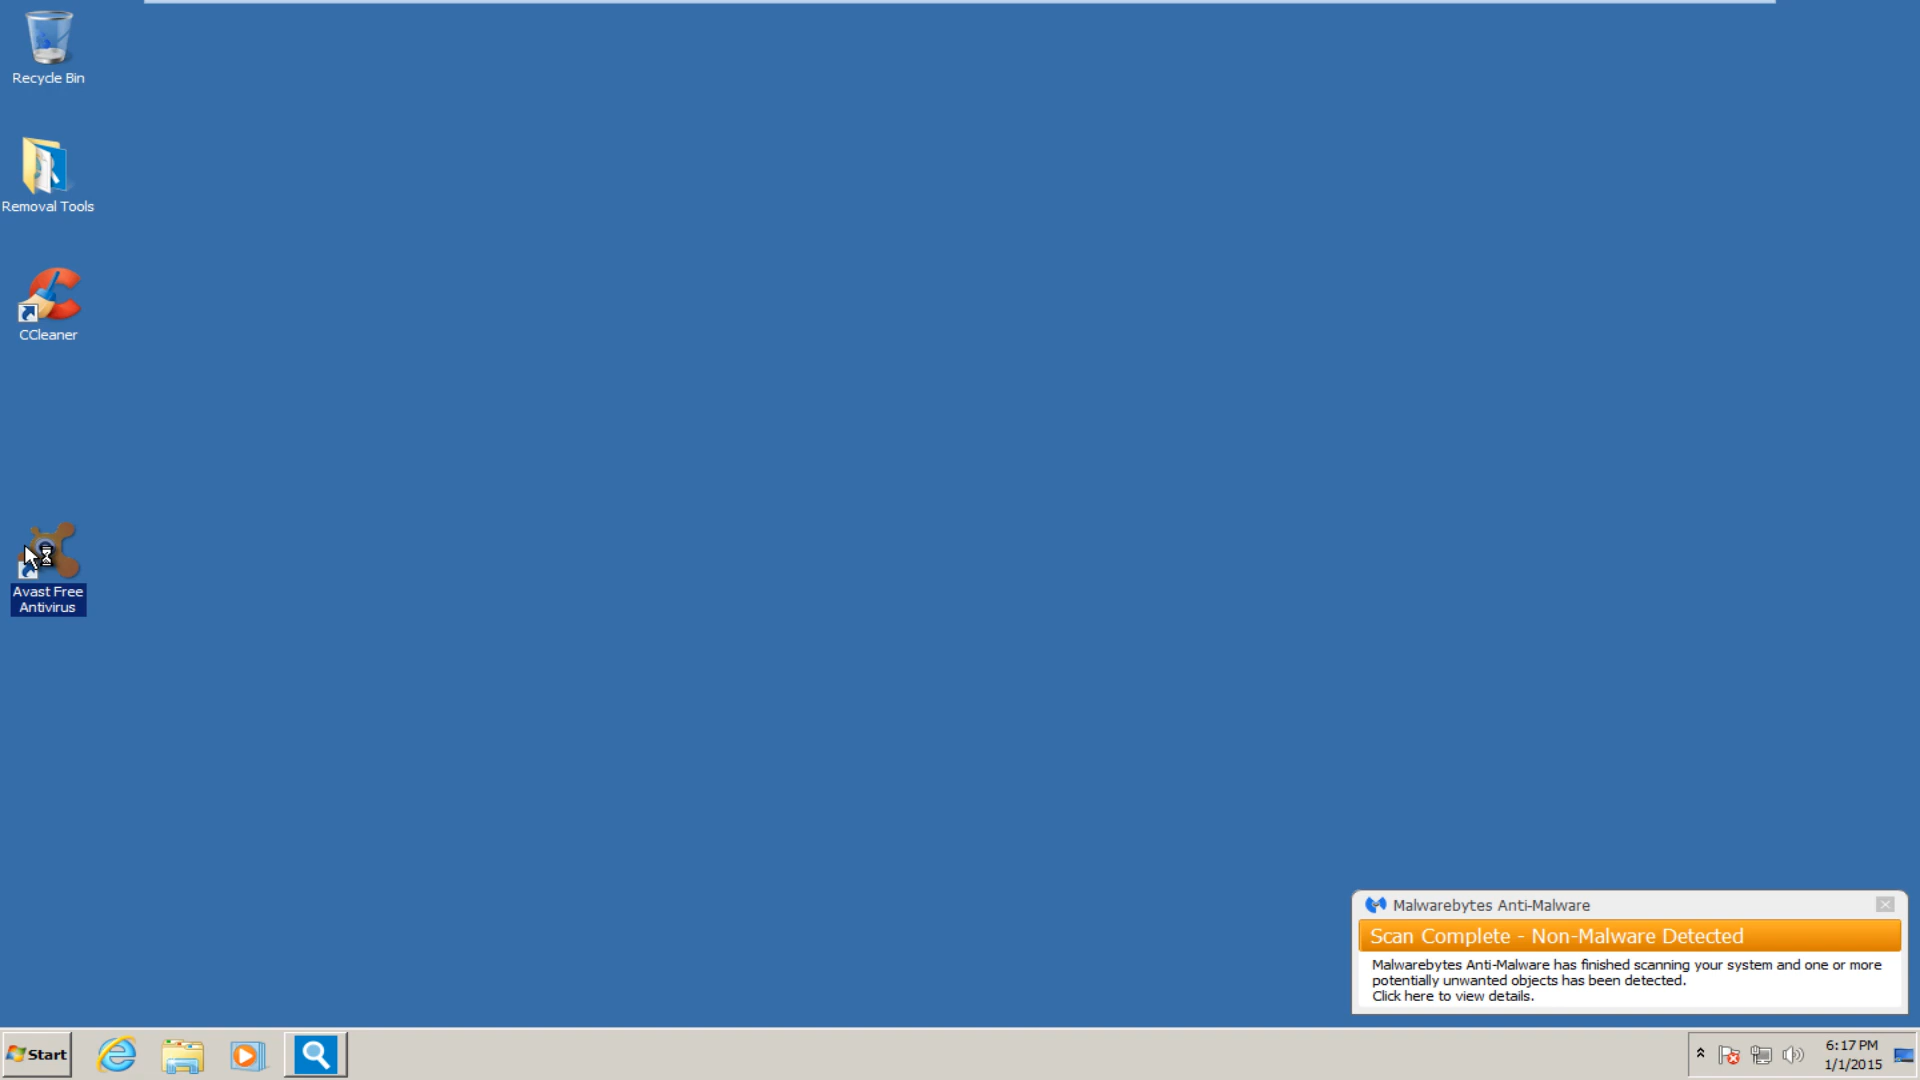 Recycle Bin
Removal Tools
CCleaner
Avast Free
Antivirus
Malwarebytes Anti-Malware
Scan Complete - Non-Malware Detected
Malwarebytes Anti-Malware has finished scanning your system and one or more
potentially unwanted objects has been detected.
Click here to view details.
Start
6:17 PM
1/1/2015